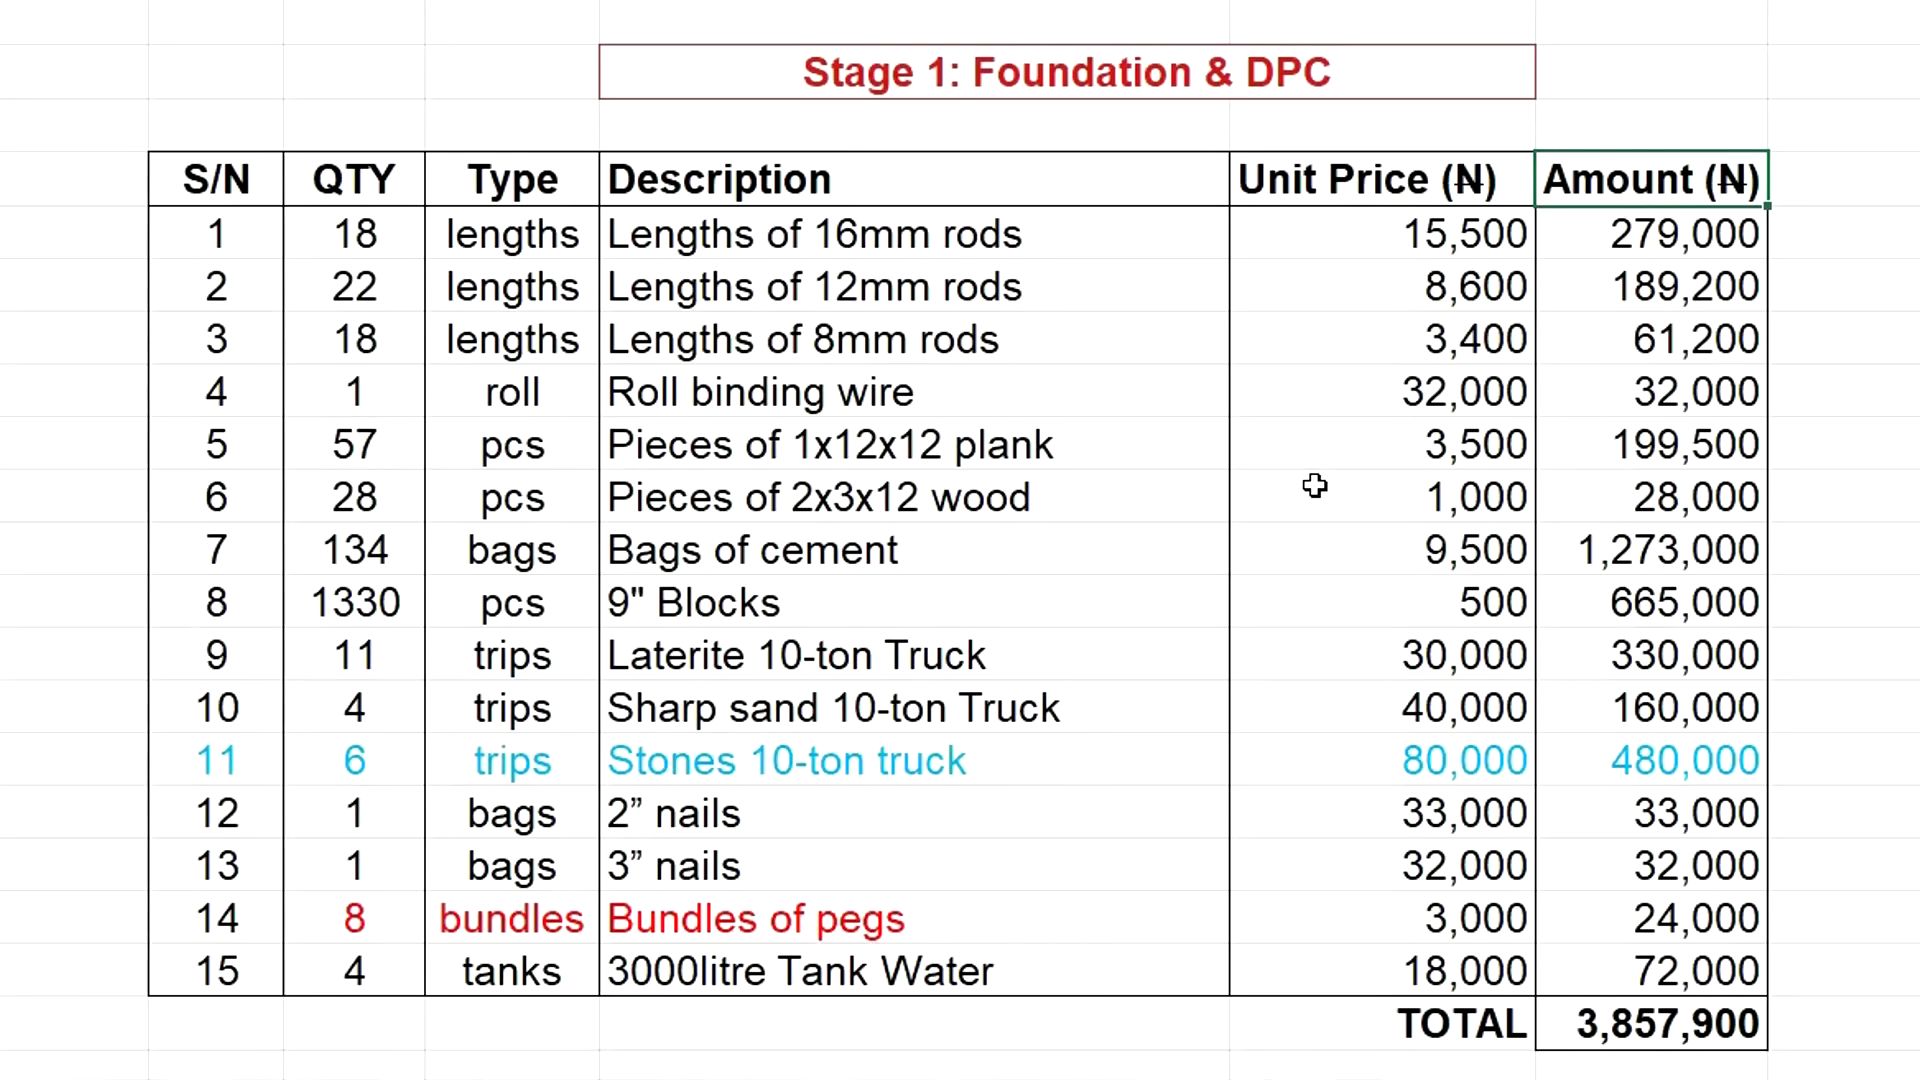 Stage 1: Foundation & DPC
S/N QTY Type Description Unit Price (₦) Amount (₦)
1 18 lengths Lengths of 16mm rods 15,500 279,000
2 22 lengths Lengths of 12mm rods 8,600 189,200
3 18 lengths Lengths of 8mm rods 3,400 61,200
4 1 roll Roll binding wire 32,000 32,000
5 57 pcs Pieces of 1x12x12 plank 3,500 199,500
6 28 pcs Pieces of 2x3x12 wood 1,000 28,000
7 134 bags Bags of cement 9,500 1,273,000
8 1330 pcs 9" Blocks 500 665,000
9 11 trips Laterite 10-ton Truck 30,000 330,000
10 4 trips Sharp sand 10-ton Truck 40,000 160,000
11 6 trips Stones 10-ton truck 80,000 480,000
12 1 bags 2” nails 33,000 33,000
13 1 bags 3” nails 32,000 32,000
14 8 bundles Bundles of pegs 3,000 24,000
15 4 tanks 3000litre Tank Water 18,000 72,000
TOTAL 3,857,900